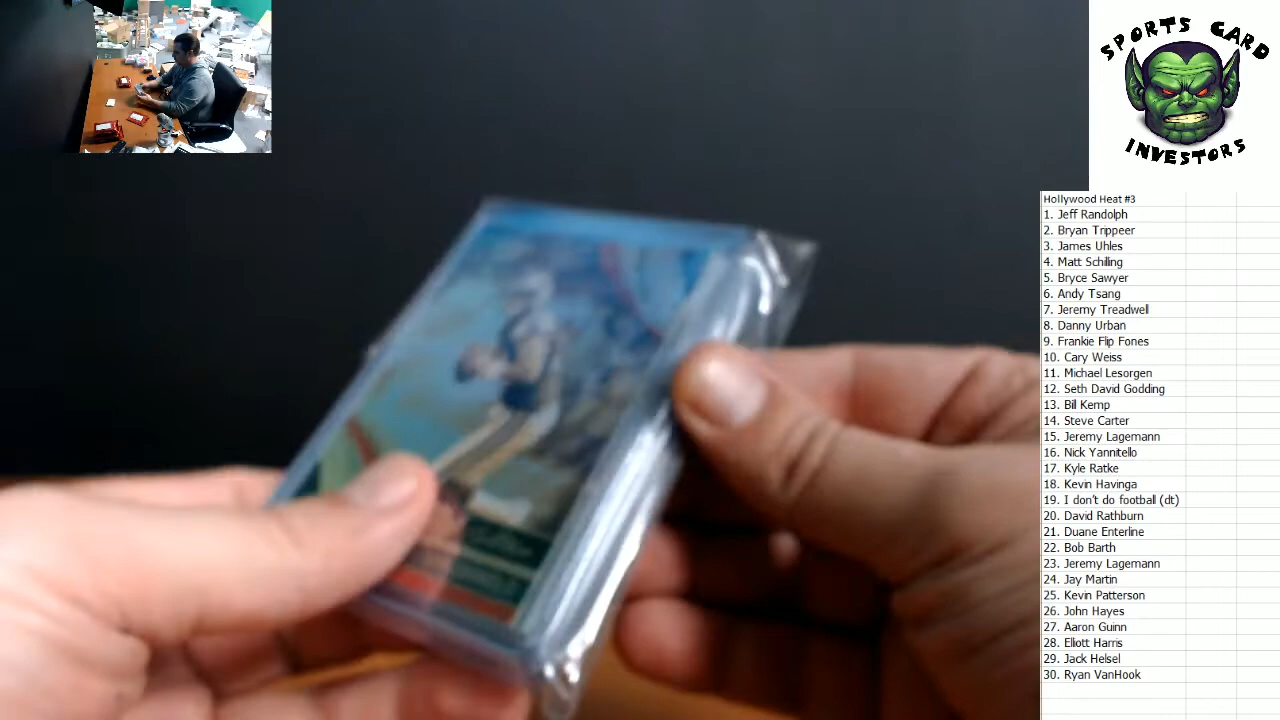 SPORTS CARD
INVESTORS
Hollywood Heat #3
1. Jeff Randolph
2. Bryan Trippeer
3. James Uhles
4. Matt Schiling
5. Bryce Sawyer
6. Andy Tsang
7. Jeremy Treadwell
8. Danny Urban
9. Frankie Flip Fones
10. Cary Weiss
11. Michael Lesorgen
12. Seth David Godding
13. Bill Kemp
14. Steve Carter
15. Jeremy Lagemann
16. Nick Yannitello
17. Kyle Ratke
18. Kevin Havinga
19. I don't do football (dt)
20. David Rathburn
21. Duane Enterline
22. Bob Barth
23. Jeremy Lagemann
24. Jay Martin
25. Kevin Patterson
26. John Hayes
27. Aaron Guinn
28. Eliott Harris
29. Jack Helsel
30. Ryan VanHook